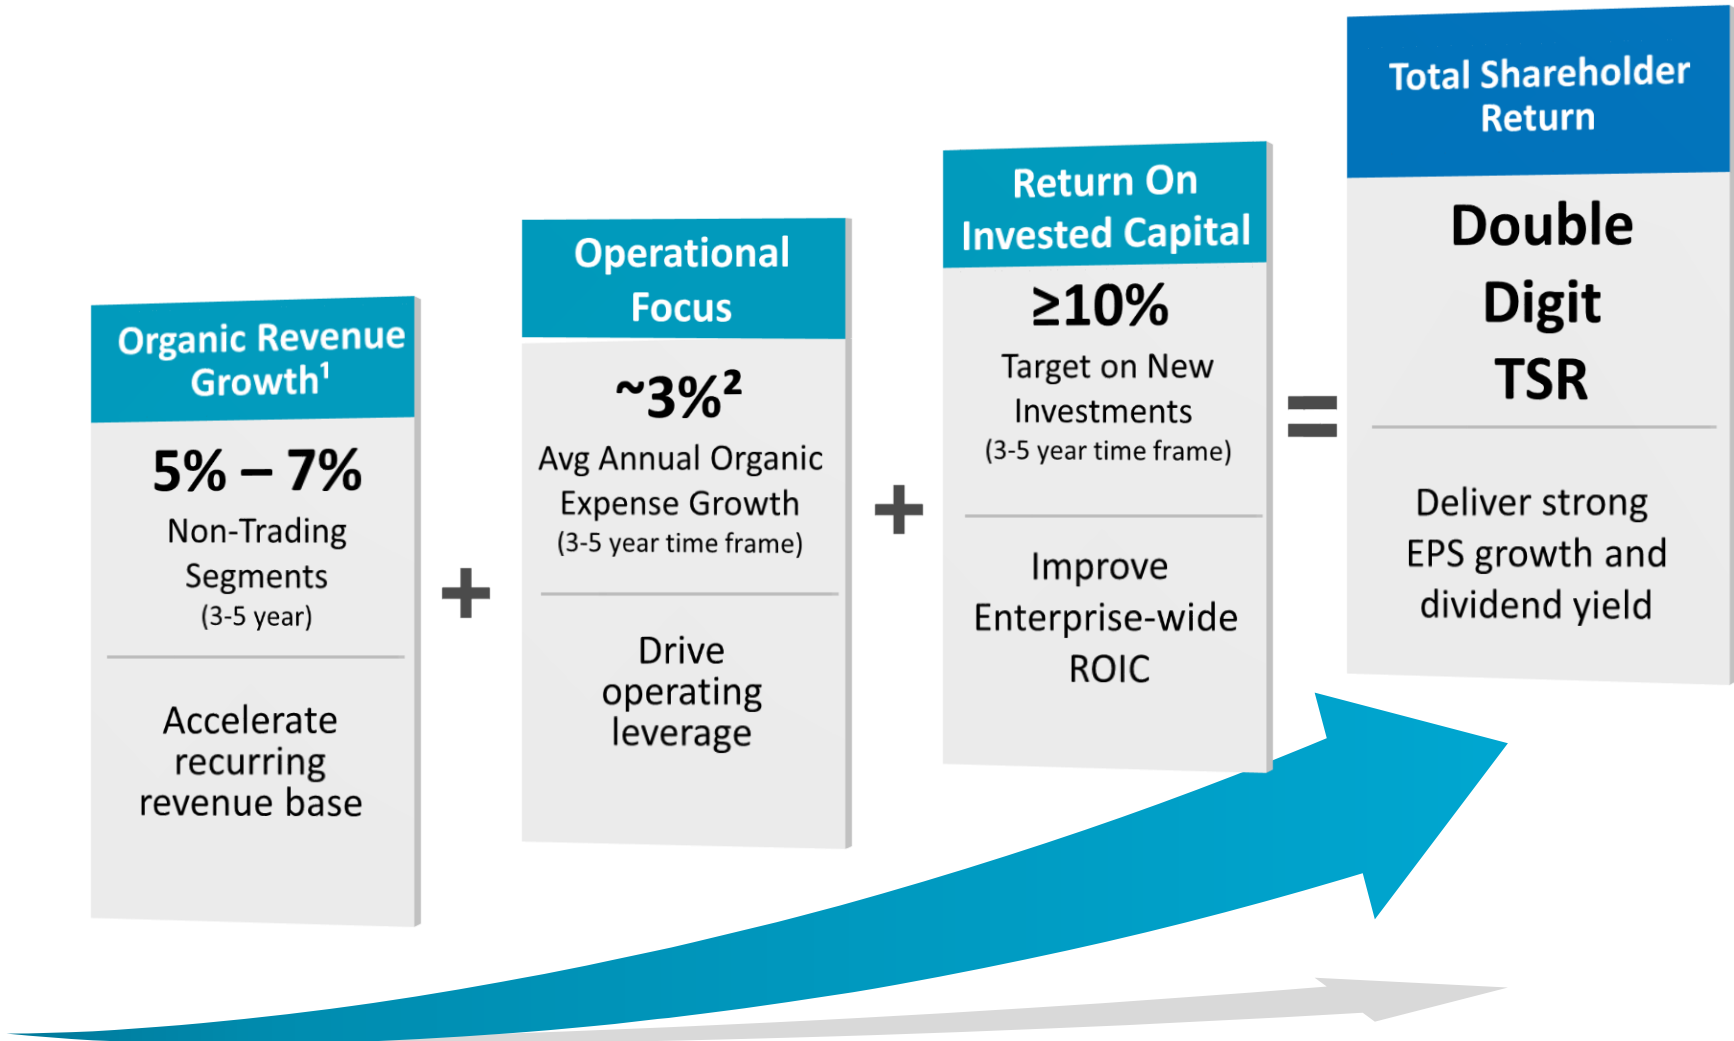 Organic Revenue
Growth¹
5% – 7%
Non-Trading
Segments
(3-5 year)
Accelerate
recurring
revenue base
+
Operational
Focus
~3%²
Avg Annual Organic
Expense Growth
(3-5 year time frame)
Drive
operating
leverage
+
Return On
Invested Capital
≥10%
Target on New
Investments
(3-5 year time frame)
Improve
Enterprise-wide
ROIC
=
Total Shareholder
Return
Double
Digit
TSR
Deliver strong
EPS growth and
dividend yield